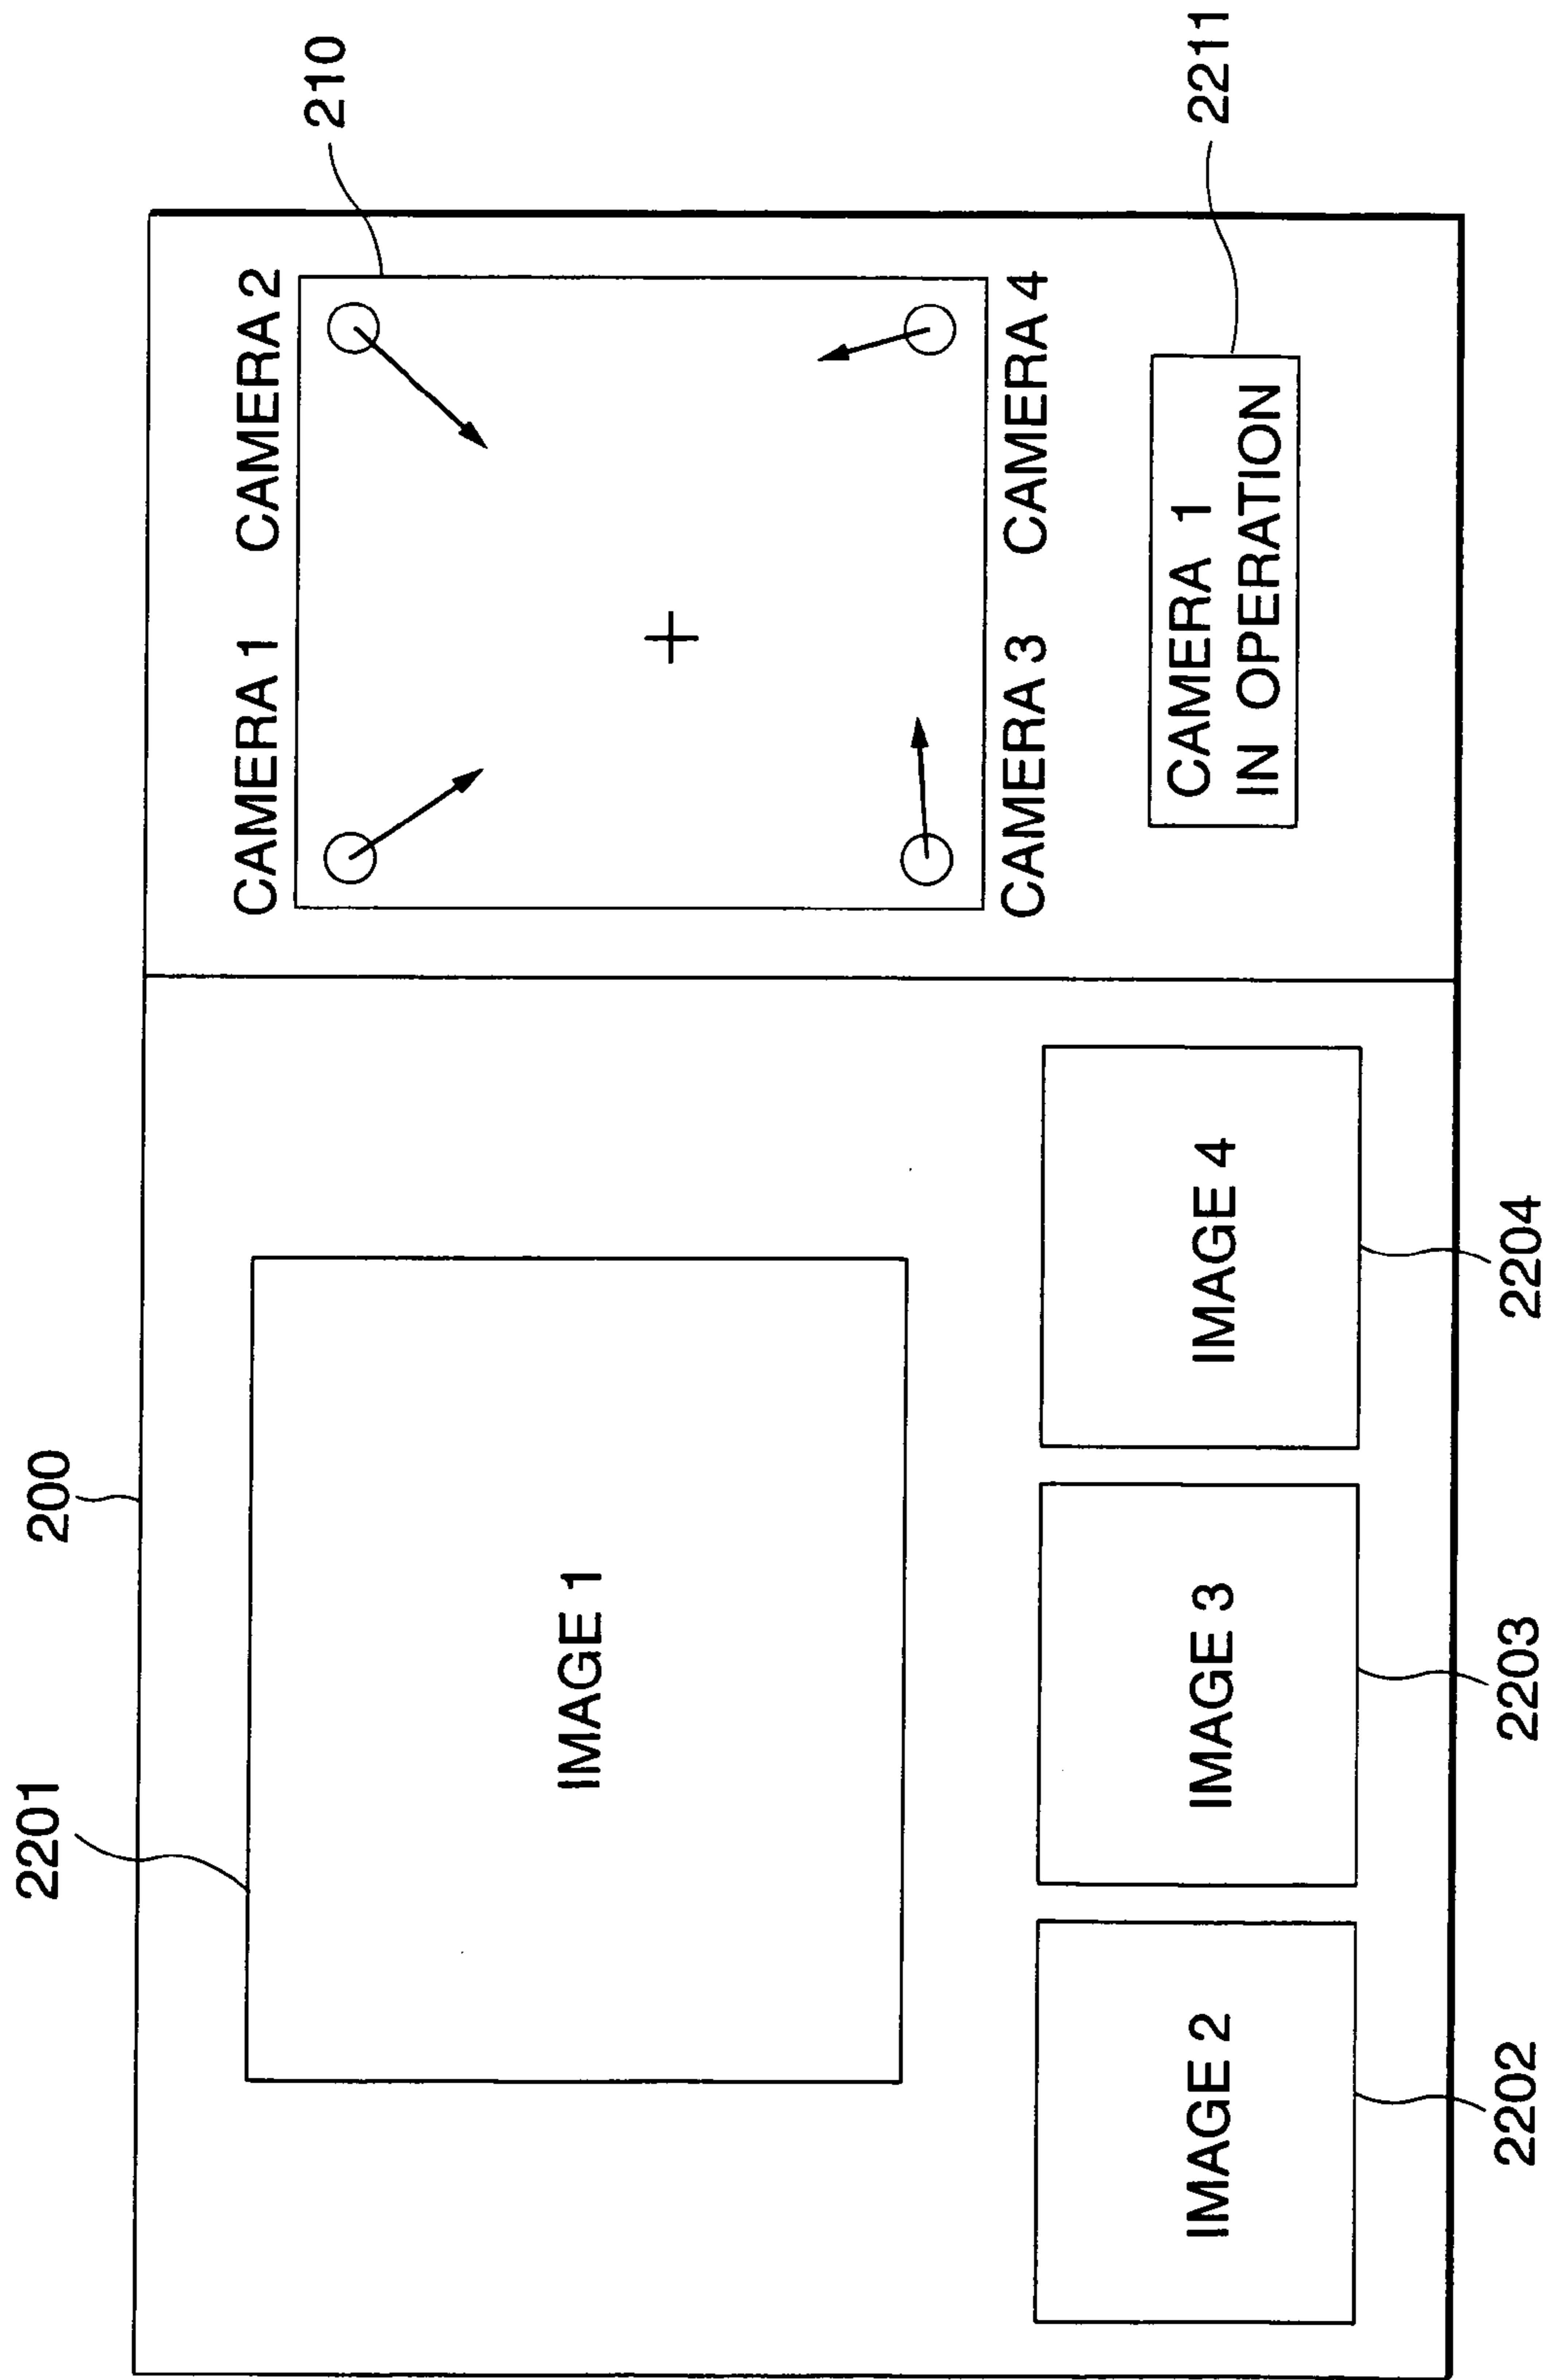 2201
200
210
CAMERA 1 CAMERA 2
IMAGE 1
CAMERA 3 CAMERA 4
IMAGE 2
IMAGE 3
IMAGE 4
CAMERA 1
IN OPERATION
2211
2202
2203
2204